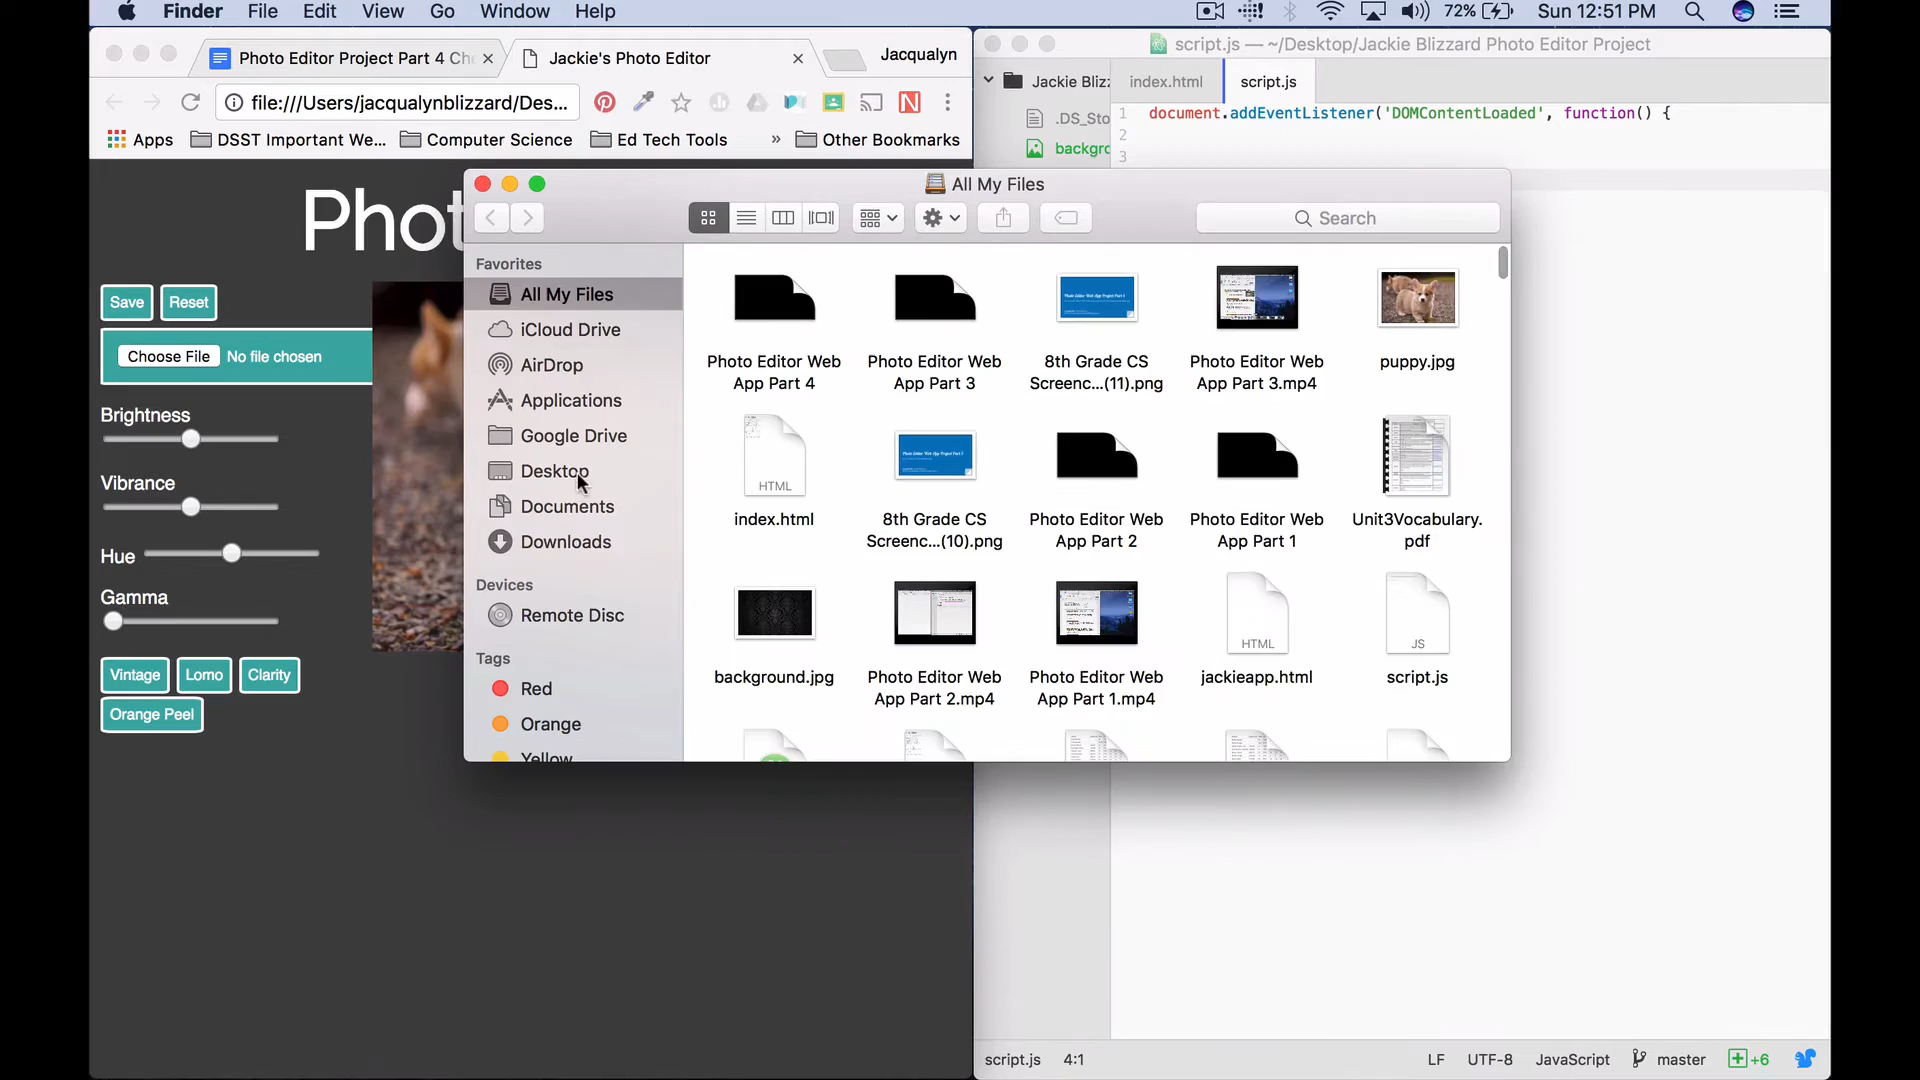 Finder File Edit View Go Window Help 72% Sun 12:51 PM
Photo Editor Project Part 4 Ch Jackie's Photo Editor Jacqualyn
file:///Users/jacqualynblizzard/Des...
Apps DSST Important We... Computer Science Ed Tech Tools » Other Bookmarks
script.js — ~/Desktop/Jackie Blizzard Photo Editor Project
Jackie Bliz index.html script.js
.DS_Sto
backgro
1 document.addEventListener('DOMContentLoaded', function() {
2
3
Phot
Save Reset
Choose File No file chosen
Brightness
Vibrance
Hue
Gamma
Vintage Lomo Clarity
Orange Peel
All My Files
Search
Favorites
All My Files
iCloud Drive
AirDrop
Applications
Google Drive
Desktop
Documents
Downloads
Devices
Remote Disc
Tags
Red
Orange
Yellow
Photo Editor Web App Part 4
Photo Editor Web App Part 3
8th Grade CS Screenc...(11).png
Photo Editor Web App Part 3.mp4
puppy.jpg
HTML
index.html
8th Grade CS Screenc...(10).png
Photo Editor Web App Part 2
Photo Editor Web App Part 1
Unit3Vocabulary.pdf
background.jpg
Photo Editor Web App Part 2.mp4
Photo Editor Web App Part 1.mp4
HTML
jackieapp.html
JS
script.js
script.js 4:1 LF UTF-8 JavaScript master +6